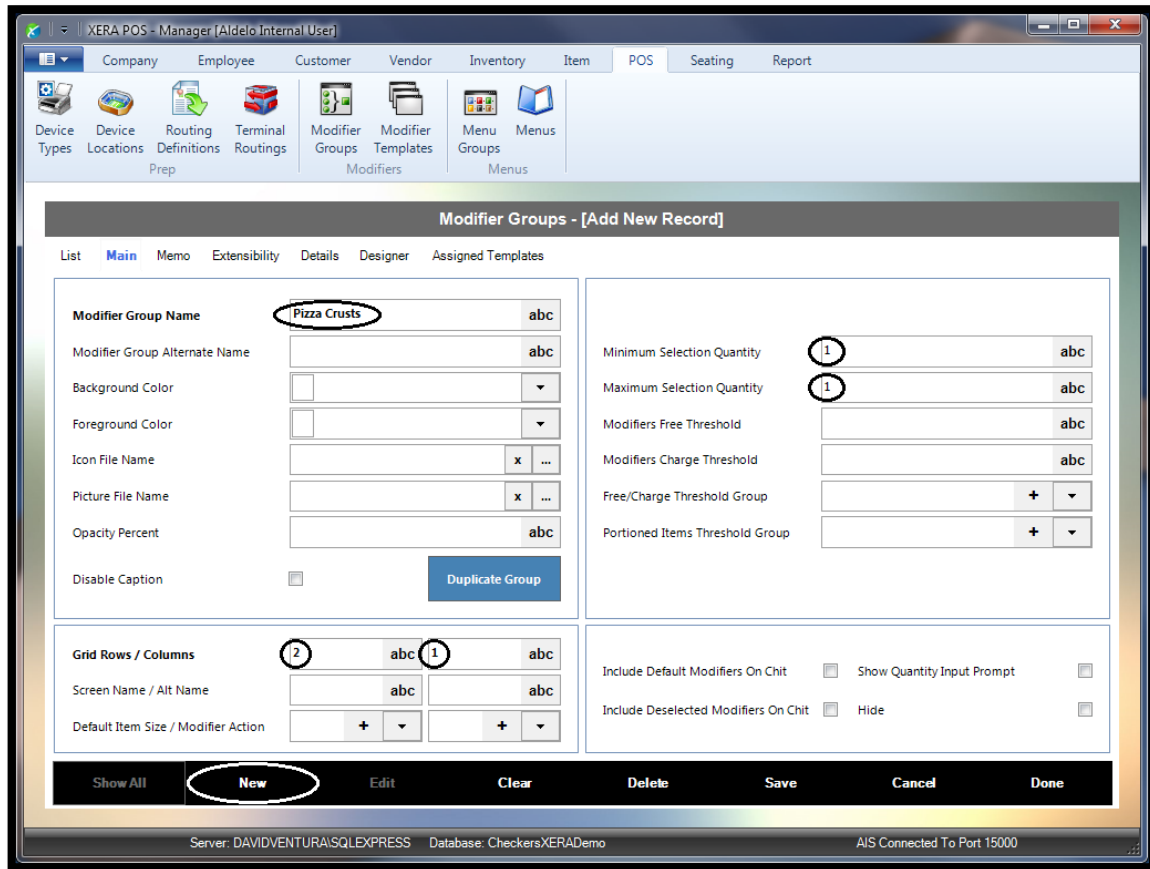 XERA POS - Manager [Aldelo Internal User]
Company Employee Customer Vendor Inventory Item POS Seating Report
Device Types Device Locations Routing Definitions Terminal Routings Modifier Groups Modifier Templates Menu Groups Menus
Prep Modifiers Menus
Modifier Groups - [Add New Record]
List Main Memo Extensibility Details Designer Assigned Templates
Modifier Group Name Pizza Crusts abc
Modifier Group Alternate Name abc
Background Color
Foreground Color
Icon File Name x ...
Picture File Name x ...
Opacity Percent abc
Disable Caption Duplicate Group
Minimum Selection Quantity 1 abc
Maximum Selection Quantity 1 abc
Modifiers Free Threshold abc
Modifiers Charge Threshold abc
Free/Charge Threshold Group +
Portioned Items Threshold Group +
Grid Rows / Columns 2 abc 1 abc
Screen Name / Alt Name abc abc
Default Item Size / Modifier Action + +
Include Default Modifiers On Chit Show Quantity Input Prompt
Include Deselected Modifiers On Chit Hide
Show All New Edit Clear Delete Save Cancel Done
Server: DAVIDVENTURA\SQLEXPRESS Database: CheckersXERADemo AIS Connected To Port 15000